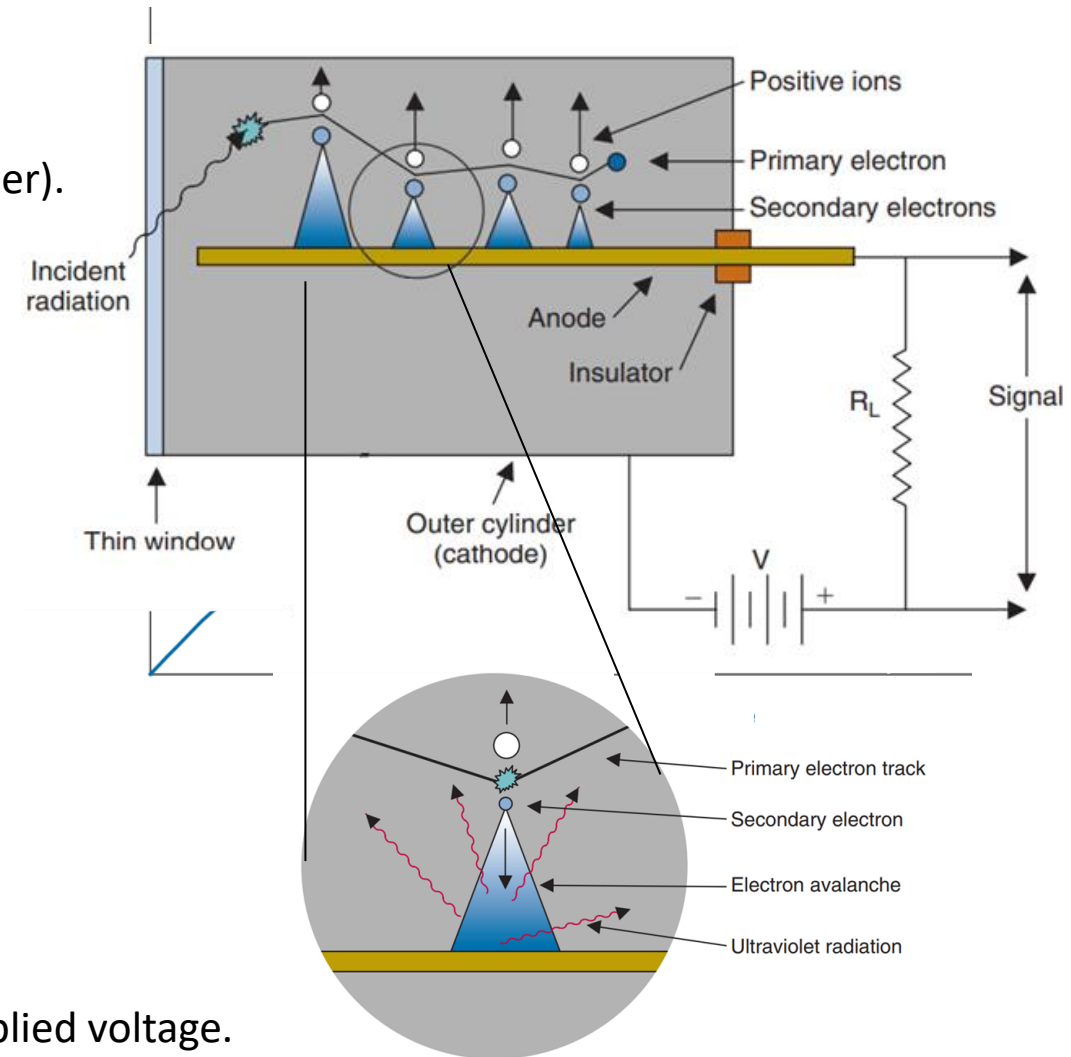 er).
Positive ions
Primary electron
Secondary electrons
Incident
radiation
Anode
Insulator
RL
Signal
Thin window
Outer cylinder
(cathode)
V
− +
Primary electron track
Secondary electron
Electron avalanche
Ultraviolet radiation
plied voltage.